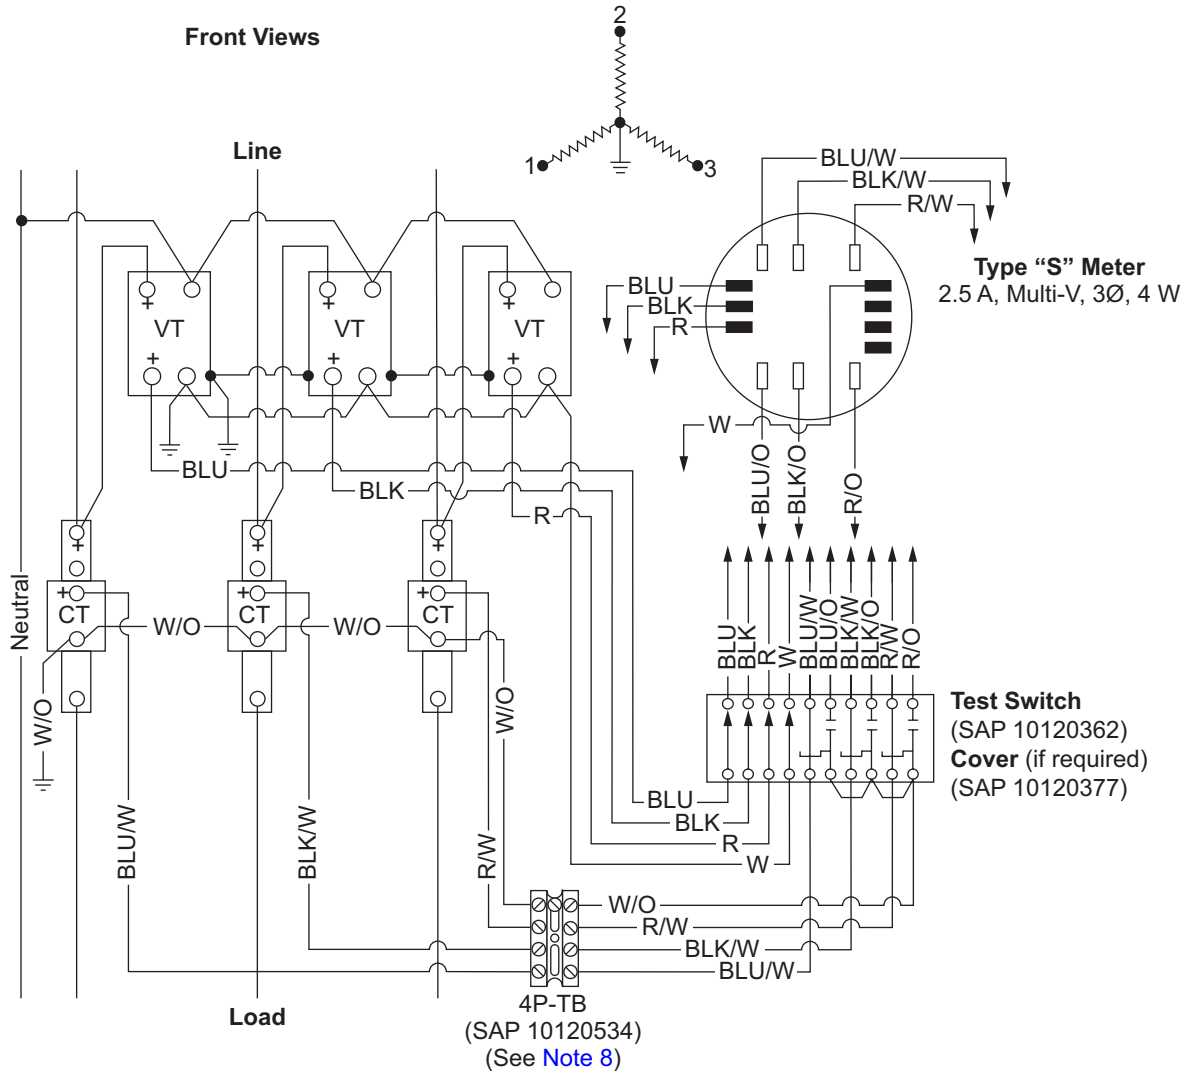 Front Views
2
1
3
Line
BLU/W
BLK/W
R/W
Type “S” Meter
2.5 A, Multi-V, 3Ø, 4 W
BLU
BLK
R
+
VT
+
+
VT
+
+
VT
+
W
BLU
BLK
R
BLU/O
BLK/O
R/O
+
+
+
Neutral
+
CT
+
CT
+
CT
W/O
W/O
W/O
W/O
BLU/W
BLK/W
R/W
BLU
BLK
R
W
BLU/W
BLU/O
BLK/W
BLK/O
R/W
R/O
Test Switch
(SAP 10120362)
Cover (if required)
(SAP 10120377)
BLU
BLK
R
W
W/O
R/W
BLK/W
BLU/W
Load
4P-TB
(SAP 10120534)
(See Note 8)